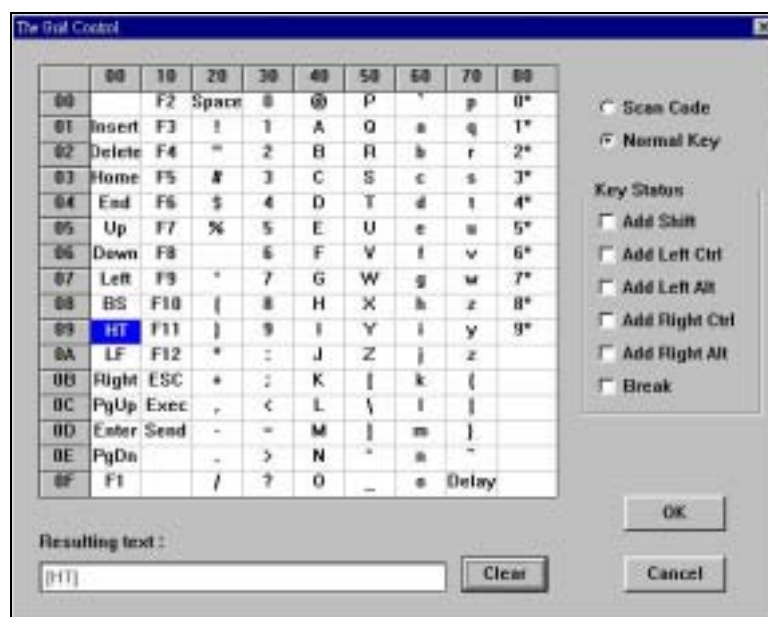 The Grid Control
00 10 20 30 40 50 60 70 80
00 F2 Space 0 @ P ` p 0*
01 Insert F3 ! 1 A Q a q 1*
02 Delete F4 " 2 B R b r 2*
03 Home F5 # 3 C S c s 3*
04 End F6 $ 4 D T d t 4*
05 Up F7 % 5 E U e u 5*
06 Down F8 6 F V f v 6*
07 Left F9 ' 7 G W g w 7*
08 BS F10 ( 8 H X h 8*
09 HT F11 ) 9 I Y i y 9*
0A LF F12 * : J Z j z
0B Right ESC + ; K [ k {
0C PgUp Exec , < L \ l |
0D Enter Send - = M ] m }
0E PgDn . > N n ~
0F F1 / ? O _ o Delay
Scan Code
Normal Key
Key Status
Add Shift
Add Left Ctrl
Add Left Alt
Add Right Ctrl
Add Right Alt
Break
OK
Resulting text :
[HT]
Clear
Cancel